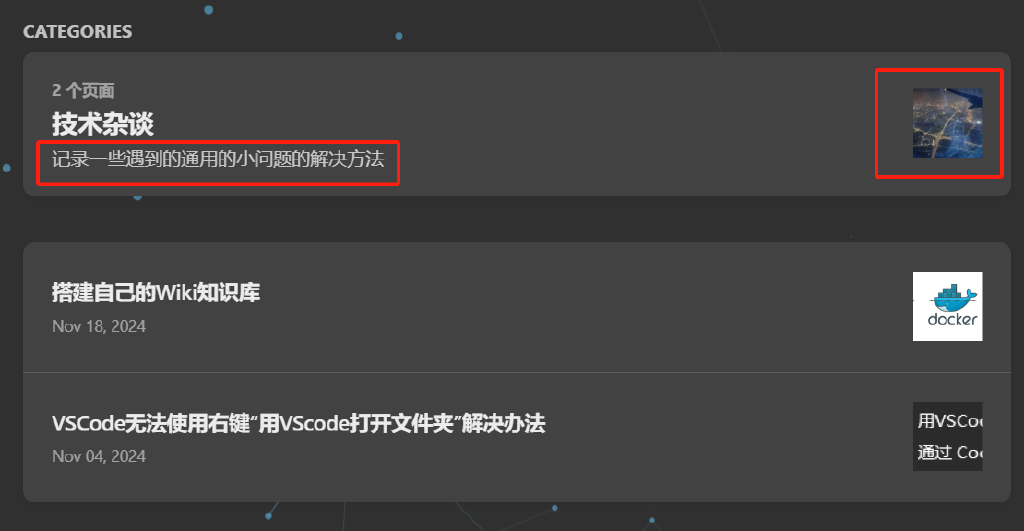 CATEGORIES
2 个页面
技术杂谈
记录一些遇到的通用的小问题的解决方法
搭建自己的Wiki知识库
Nov 18, 2024
docker
VSCode无法使用右键“用VScode打开文件夹”解决办法
Nov 04, 2024
用VSCo
通过 Co